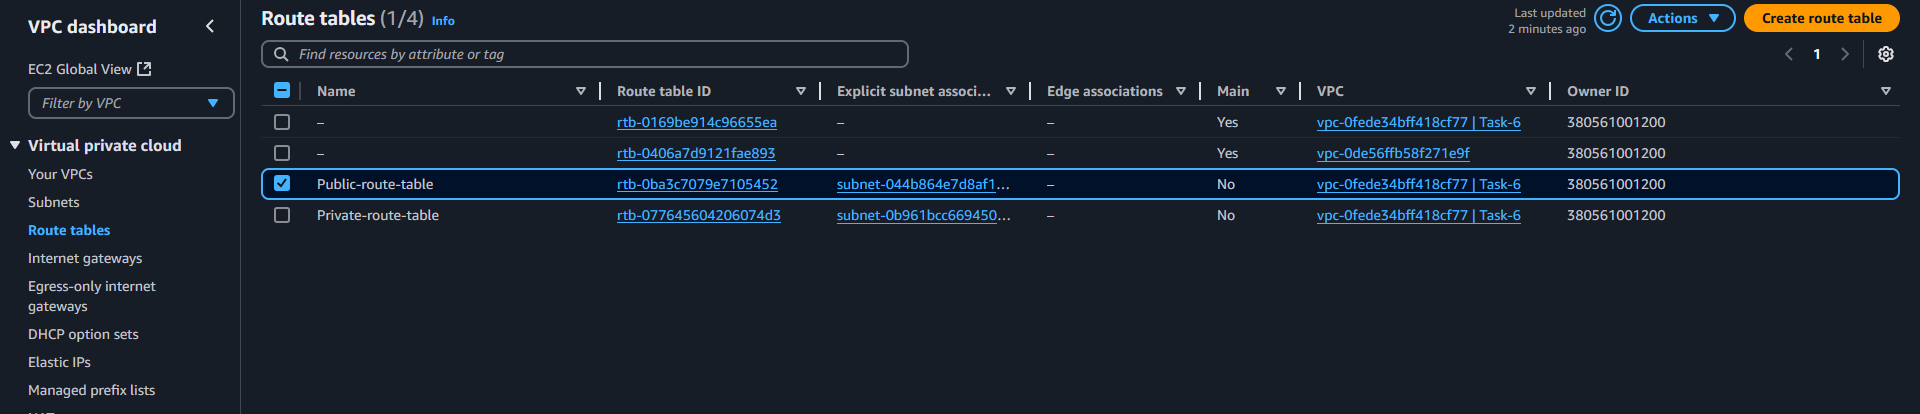 VPC dashboard
EC2 Global View
Filter by VPC
Virtual private cloud
Your VPCs
Subnets
Route tables
Internet gateways
Egress-only internet
gateways
DHCP option sets
Elastic IPs
Managed prefix lists
Route tables (1/4) Info
Last updated
2 minutes ago
Actions
Create route table
Find resources by attribute or tag
1
Name Route table ID Explicit subnet associ... Edge associations Main VPC Owner ID
– rtb-0169be914c96655ea – – Yes vpc-0fede34bff418cf77 | Task-6 380561001200
– rtb-0406a7d9121fae893 – – Yes vpc-0de56ffb58f271e9f 380561001200
Public-route-table rtb-0ba3c7079e7105452 subnet-044b864e7d8af1... – No vpc-0fede34bff418cf77 | Task-6 380561001200
Private-route-table rtb-077645604206074d3 subnet-0b961bcc669450... – No vpc-0fede34bff418cf77 | Task-6 380561001200